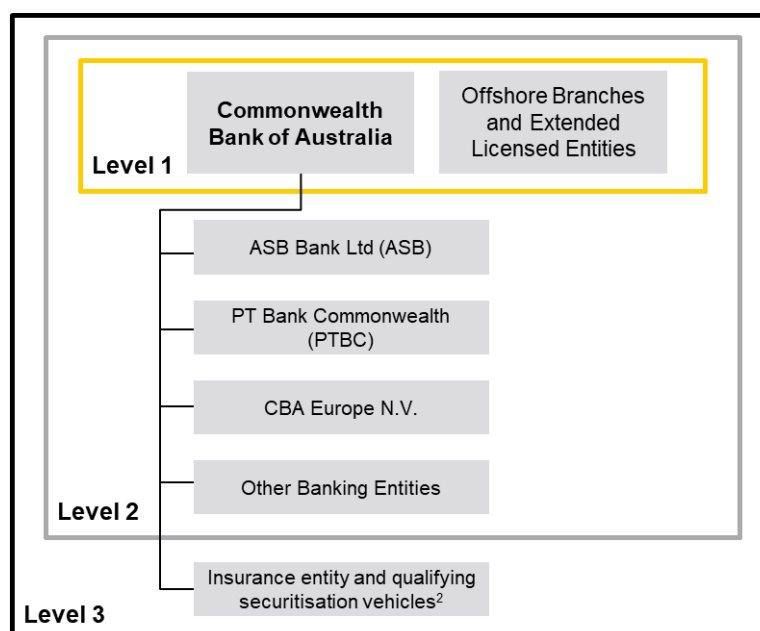 Commonwealth
Bank of Australia
Offshore Branches
and Extended
Licensed Entities
Level 1
ASB Bank Ltd (ASB)
PT Bank Commonwealth
(PTBC)
CBA Europe N.V.
Other Banking Entities
Level 2
Insurance entity and qualifying
securitisation vehicles²
Level 3